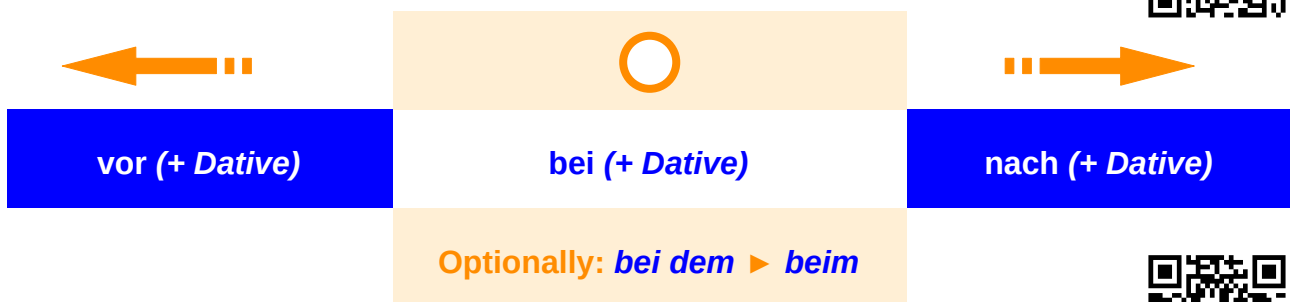 vor (+ Dative)
bei (+ Dative)
nach (+ Dative)
Optionally: bei dem ► beim